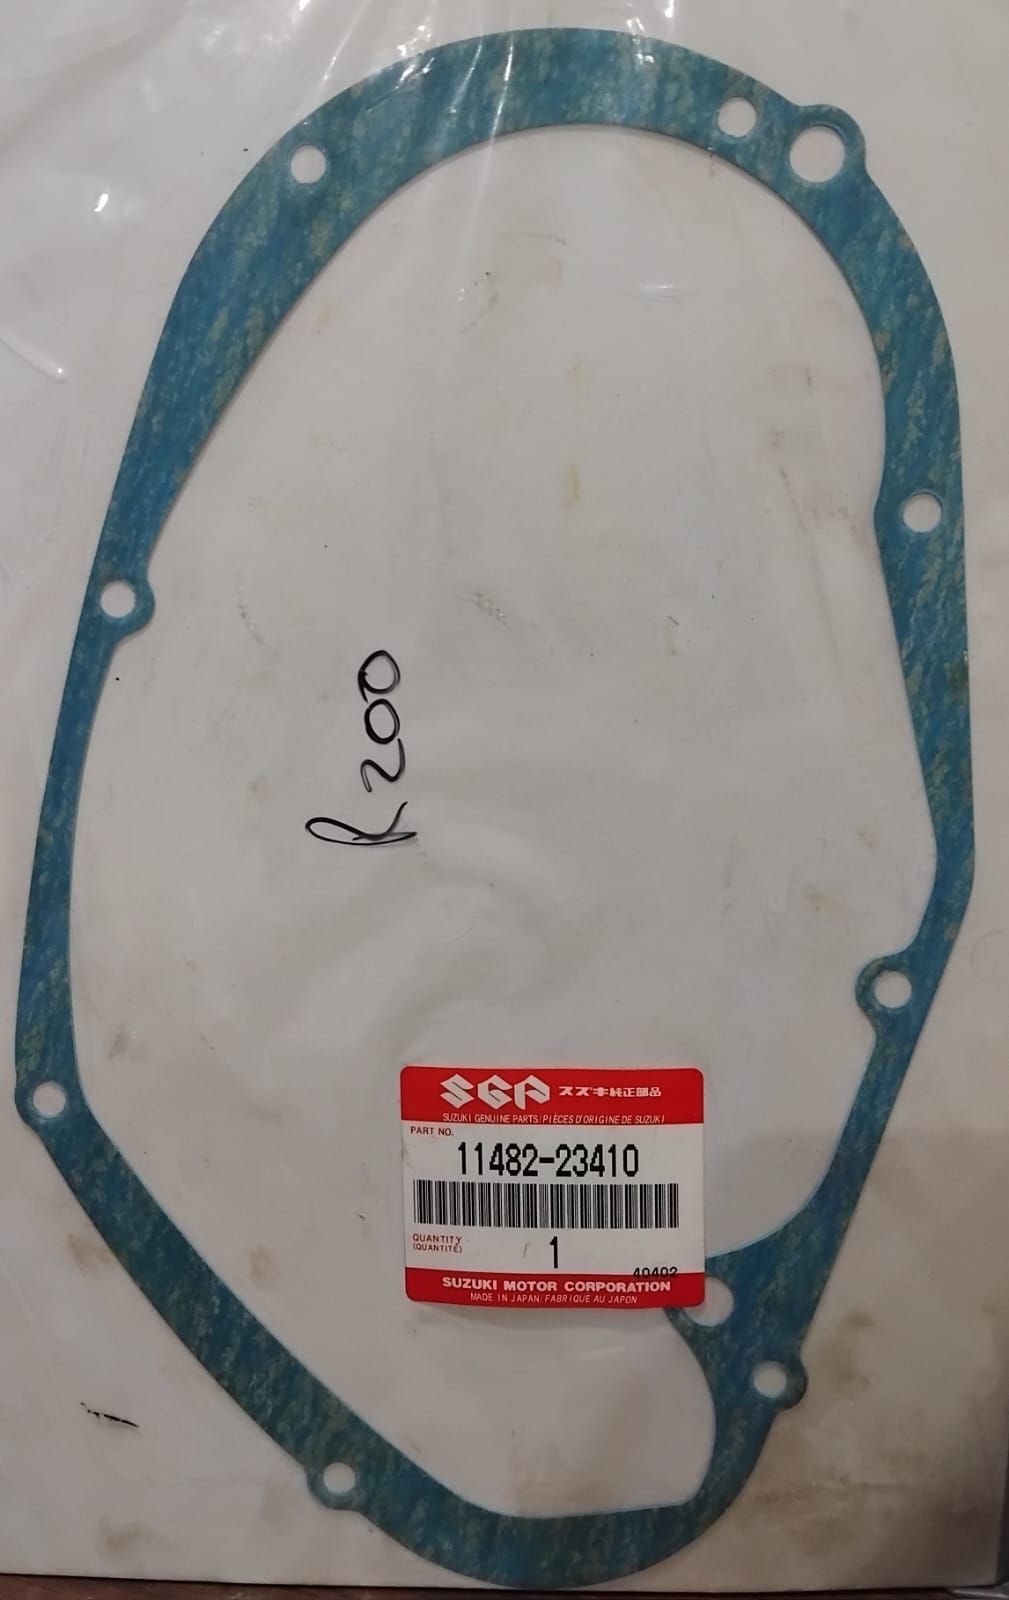 R 200
SGP スズキ純正部品
SUZUKI GENUINE PARTS/PIÈCES D'ORIGINE DE SUZUKI
PART NO.
11482-23410
QUANTITY
(QUANTITÉ)
1
40402
SUZUKI MOTOR CORPORATION
MADE IN JAPAN/FABRIQUE AU JAPON